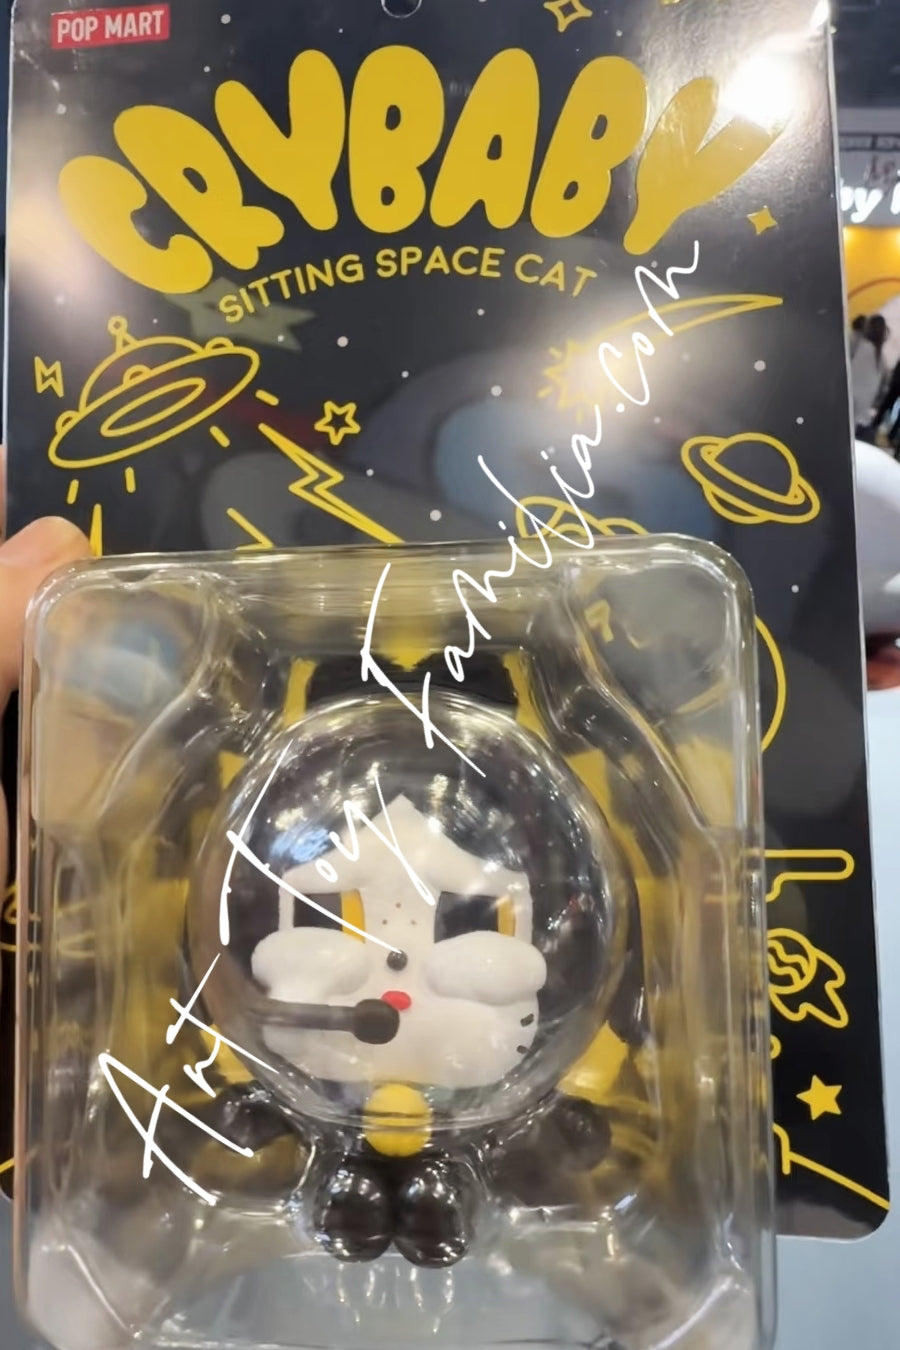 POP MART
CRYBABY
SITTING SPACE CAT
Art Toy Familia.com